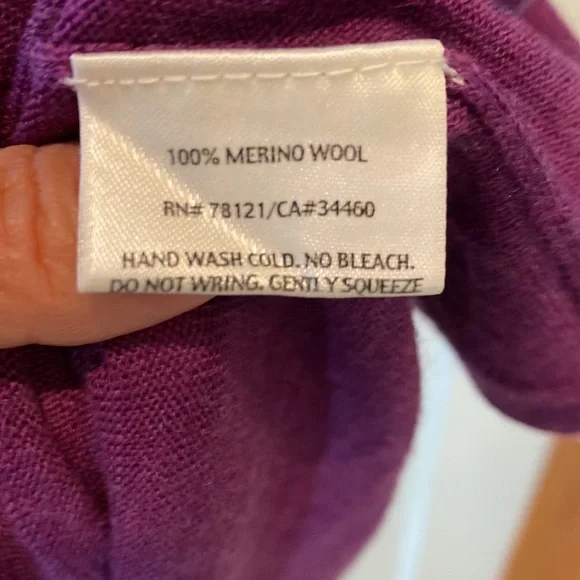 100% MERINO WOOL
RN# 78121/CA#34460
HAND WASH COLD. NO BLEACH.
DO NOT WRING. GENTLY SQUEEZE